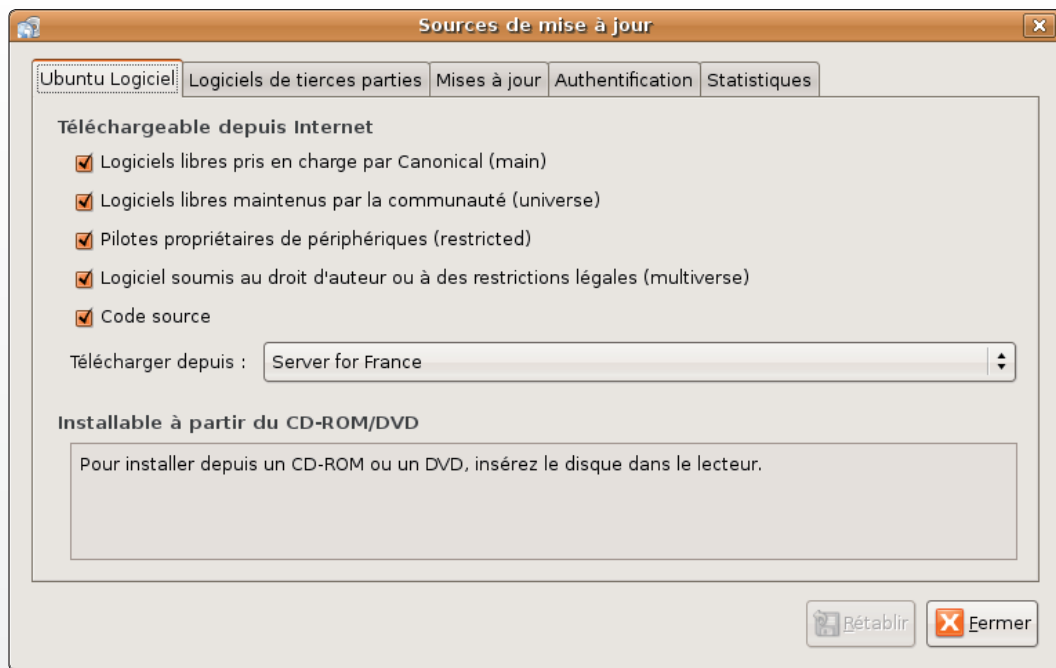 Sources de mise à jour
Ubuntu Logiciel
Logiciels de tierces parties
Mises à jour
Authentification
Statistiques
Téléchargeable depuis Internet
Logiciels libres pris en charge par Canonical (main)
Logiciels libres maintenus par la communauté (universe)
Pilotes propriétaires de périphériques (restricted)
Logiciel soumis au droit d'auteur ou à des restrictions légales (multiverse)
Code source
Télécharger depuis : Server for France
Installable à partir du CD-ROM/DVD
Pour installer depuis un CD-ROM ou un DVD, insérez le disque dans le lecteur.
Rétablir
Fermer